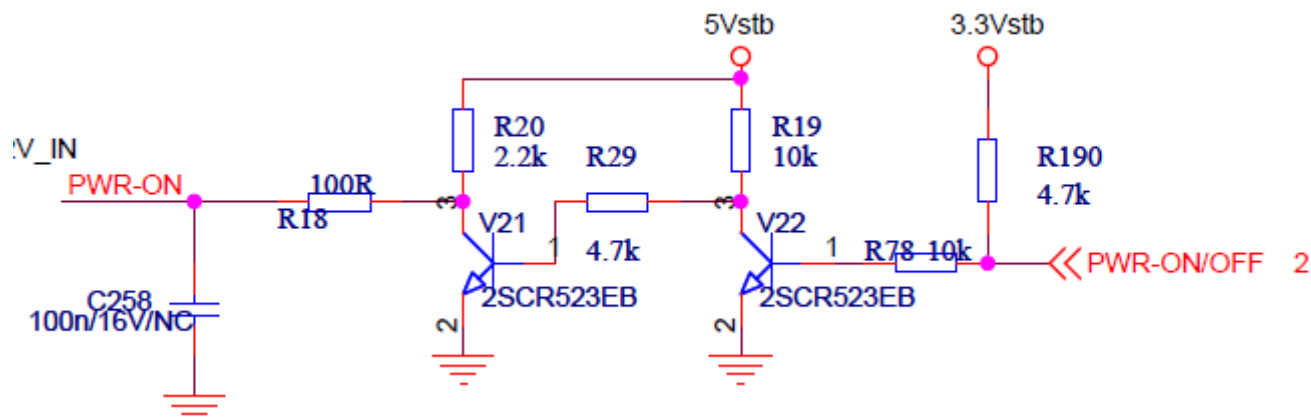 5Vstb
3.3Vstb
V_IN
PWR-ON
100R
R18
3
R20
2.2k
R29
4.7k
R19
10k
3
R190
4.7k
V21
1
2SCR523EB
2
V22
1
2SCR523EB
2
R78 10k
PWR-ON/OFF 2
C258
100n/16V/NC